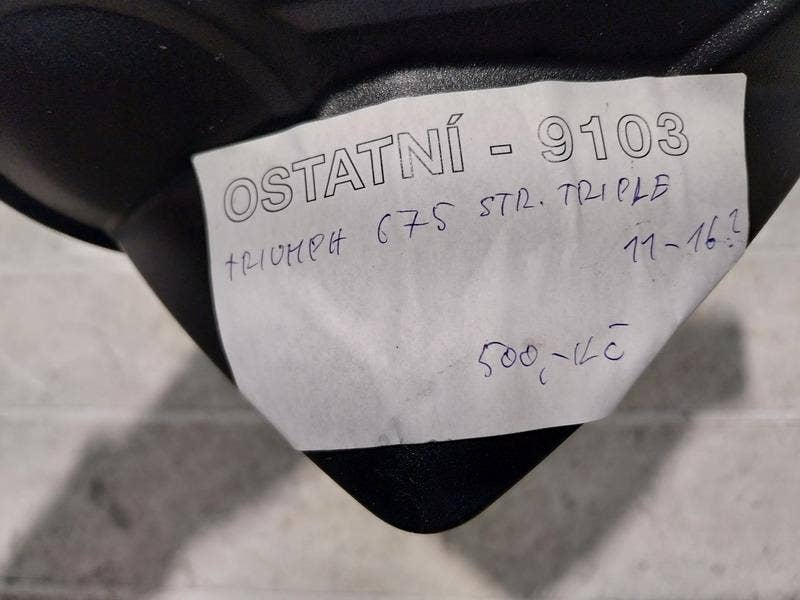 OSTATNÍ - 9103
TRIUMPH 675 STR. TRIPLE
11-16?
500,-Kč